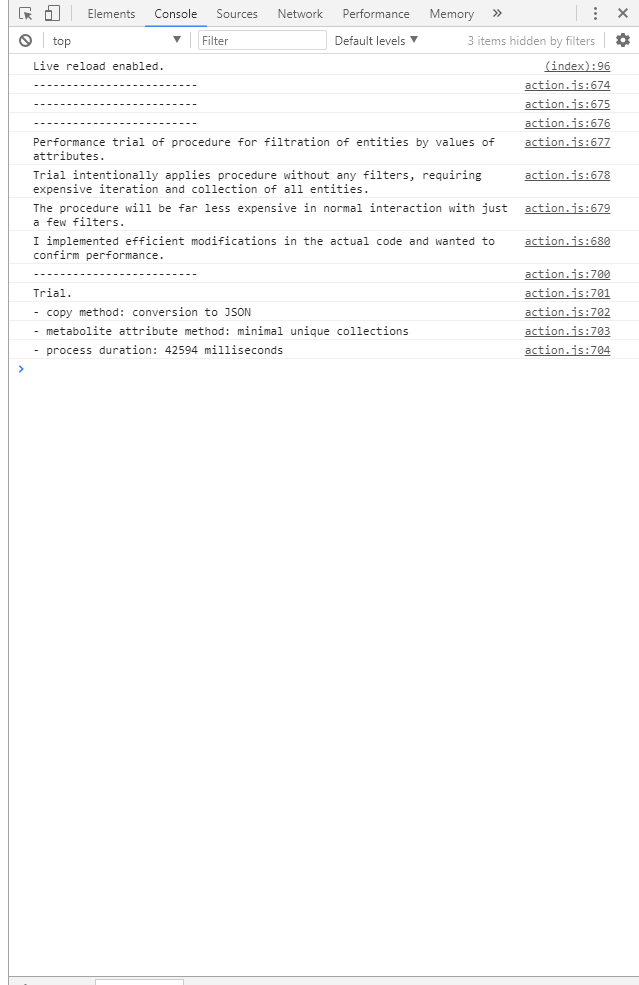 Elements Console Sources Network Performance Memory »
top ▼ Filter Default levels ▼ 3 items hidden by filters
Live reload enabled. (index):96
------------------------- action.js:674
------------------------- action.js:675
------------------------- action.js:676
Performance trial of procedure for filtration of entities by values of action.js:677
attributes.
Trial intentionally applies procedure without any filters, requiring action.js:678
expensive iteration and collection of all entities.
The procedure will be far less expensive in normal interaction with just action.js:679
a few filters.
I implemented efficient modifications in the actual code and wanted to action.js:680
confirm performance.
------------------------- action.js:700
Trial. action.js:701
- copy method: conversion to JSON action.js:702
- metabolite attribute method: minimal unique collections action.js:703
- process duration: 42594 milliseconds action.js:704